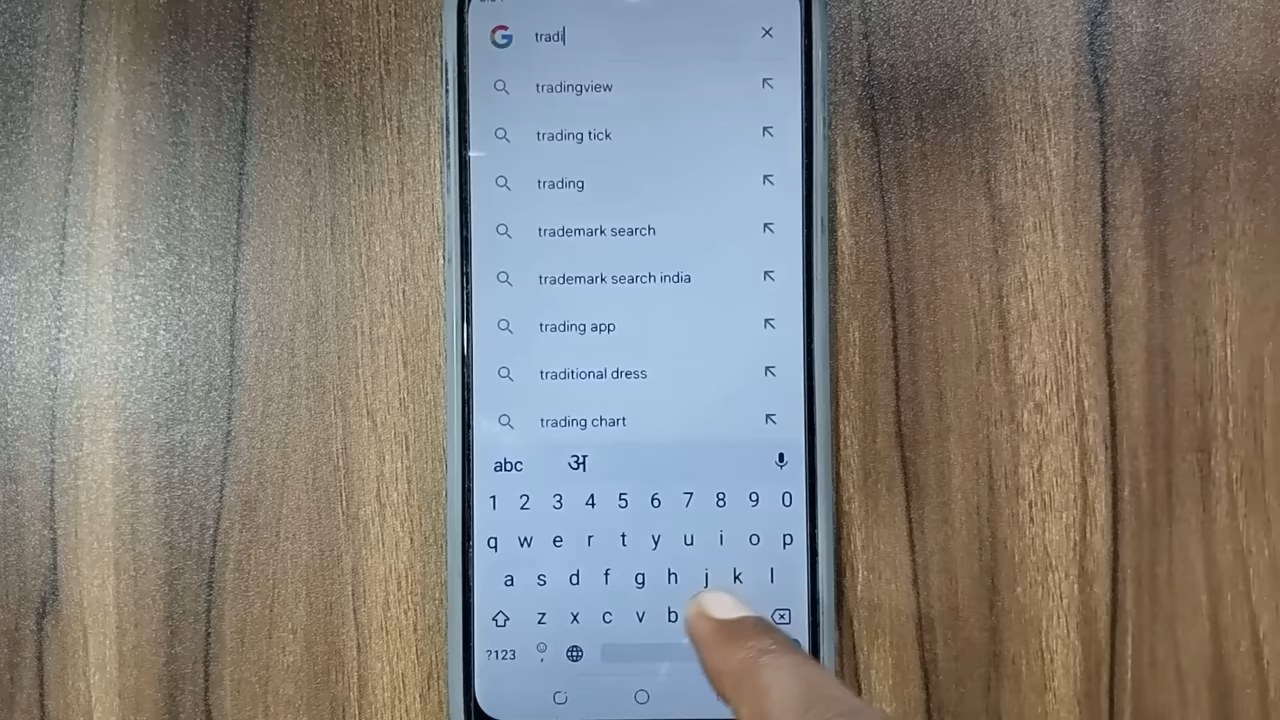 tradi
tradingview
trading tick
trading
trademark search
trademark search india
trading app
traditional dress
trading chart
abc अ
1 2 3 4 5 6 7 8 9 0
q w e r t y u i o p
a s d f g h j k l
z x c v b
?123 ,